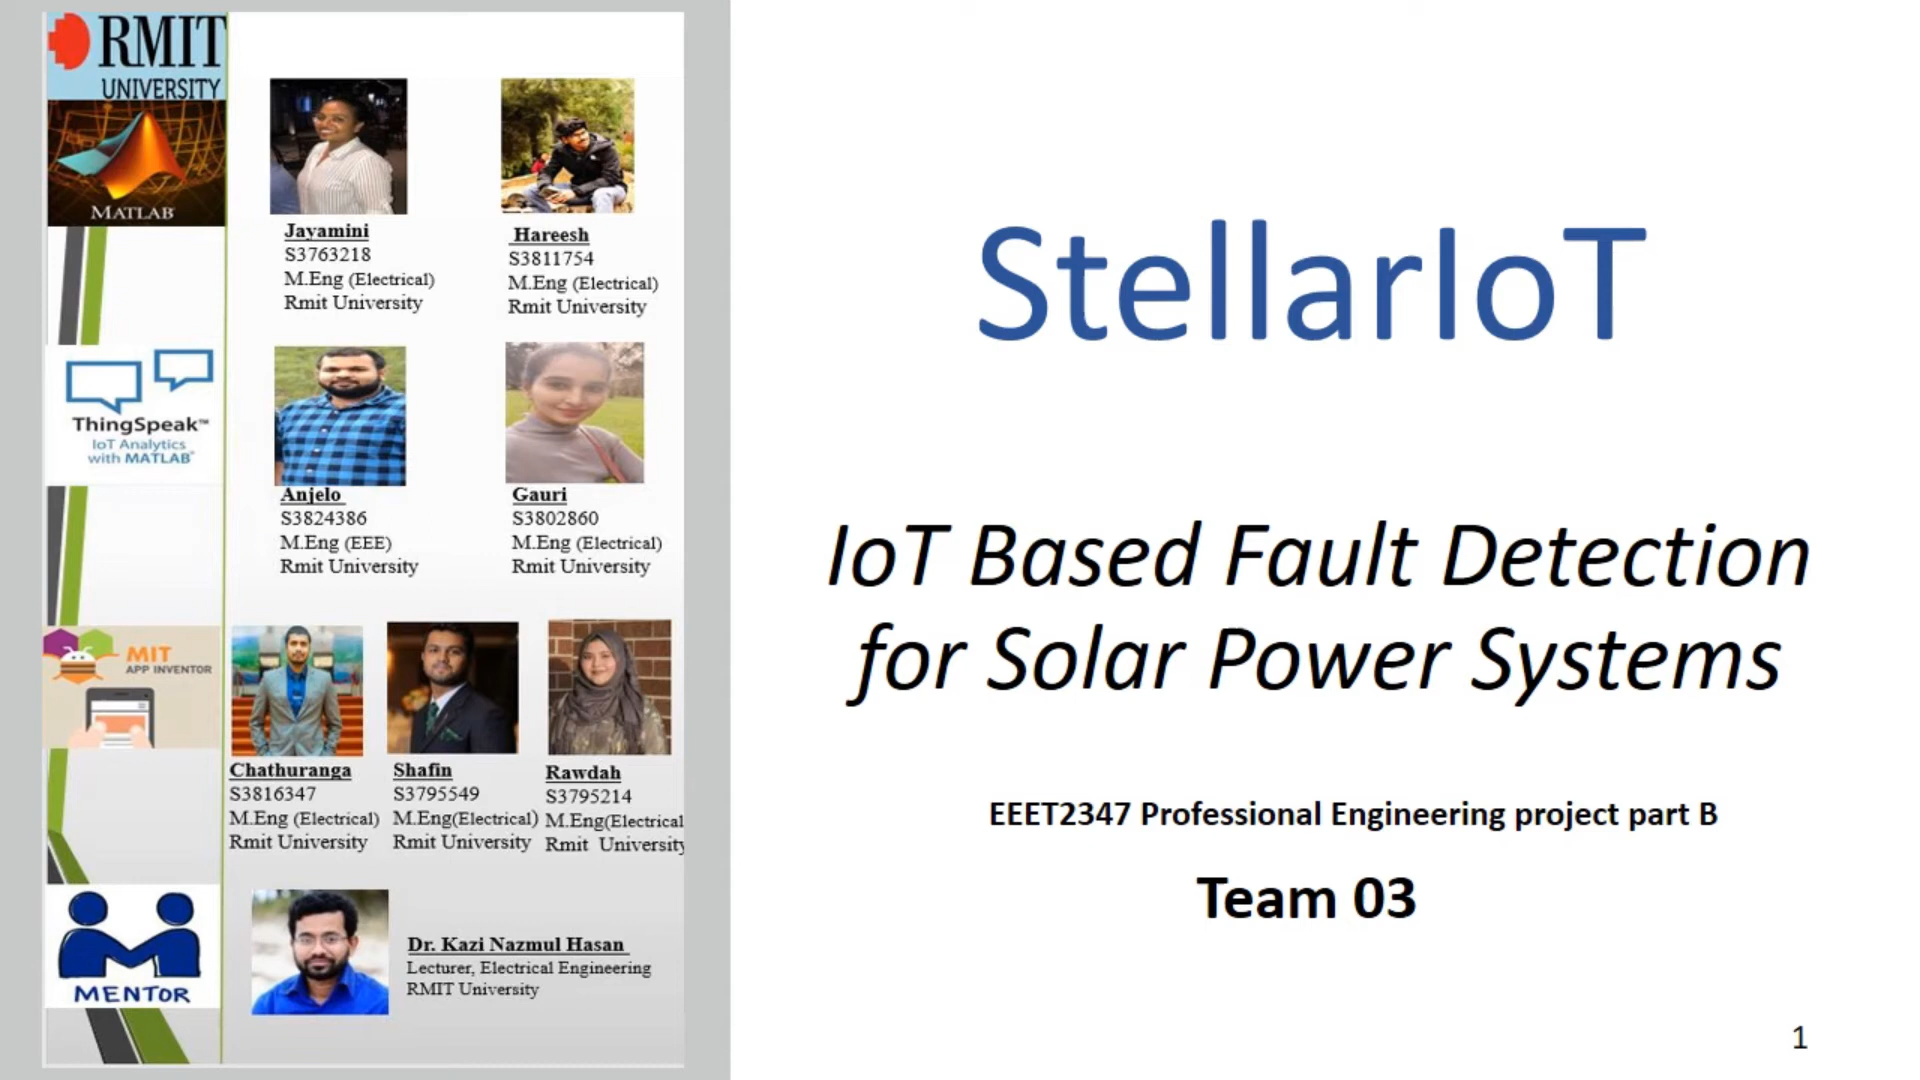 RMIT
UNIVERSITY
MATLAB
Jayamini
S3763218
M.Eng (Electrical)
Rmit University
Hareesh
S3811754
M.Eng (Electrical)
Rmit University
ThingSpeak™
IoT Analytics
with MATLAB
Anjelo
S3824386
M.Eng (EEE)
Rmit University
Gauri
S3802860
M.Eng (Electrical)
Rmit University
MIT
APP INVENTOR
Chathuranga
S3816347
M.Eng (Electrical)
Rmit University
Shafin
S3795549
M.Eng(Electrical)
Rmit University
Rawdah
S3795214
M.Eng(Electrical
Rmit University
MENTOR
Dr. Kazi Nazmul Hasan
Lecturer, Electrical Engineering
RMIT University
StellarIoT
IoT Based Fault Detection
for Solar Power Systems
EEET2347 Professional Engineering project part B
Team 03
1